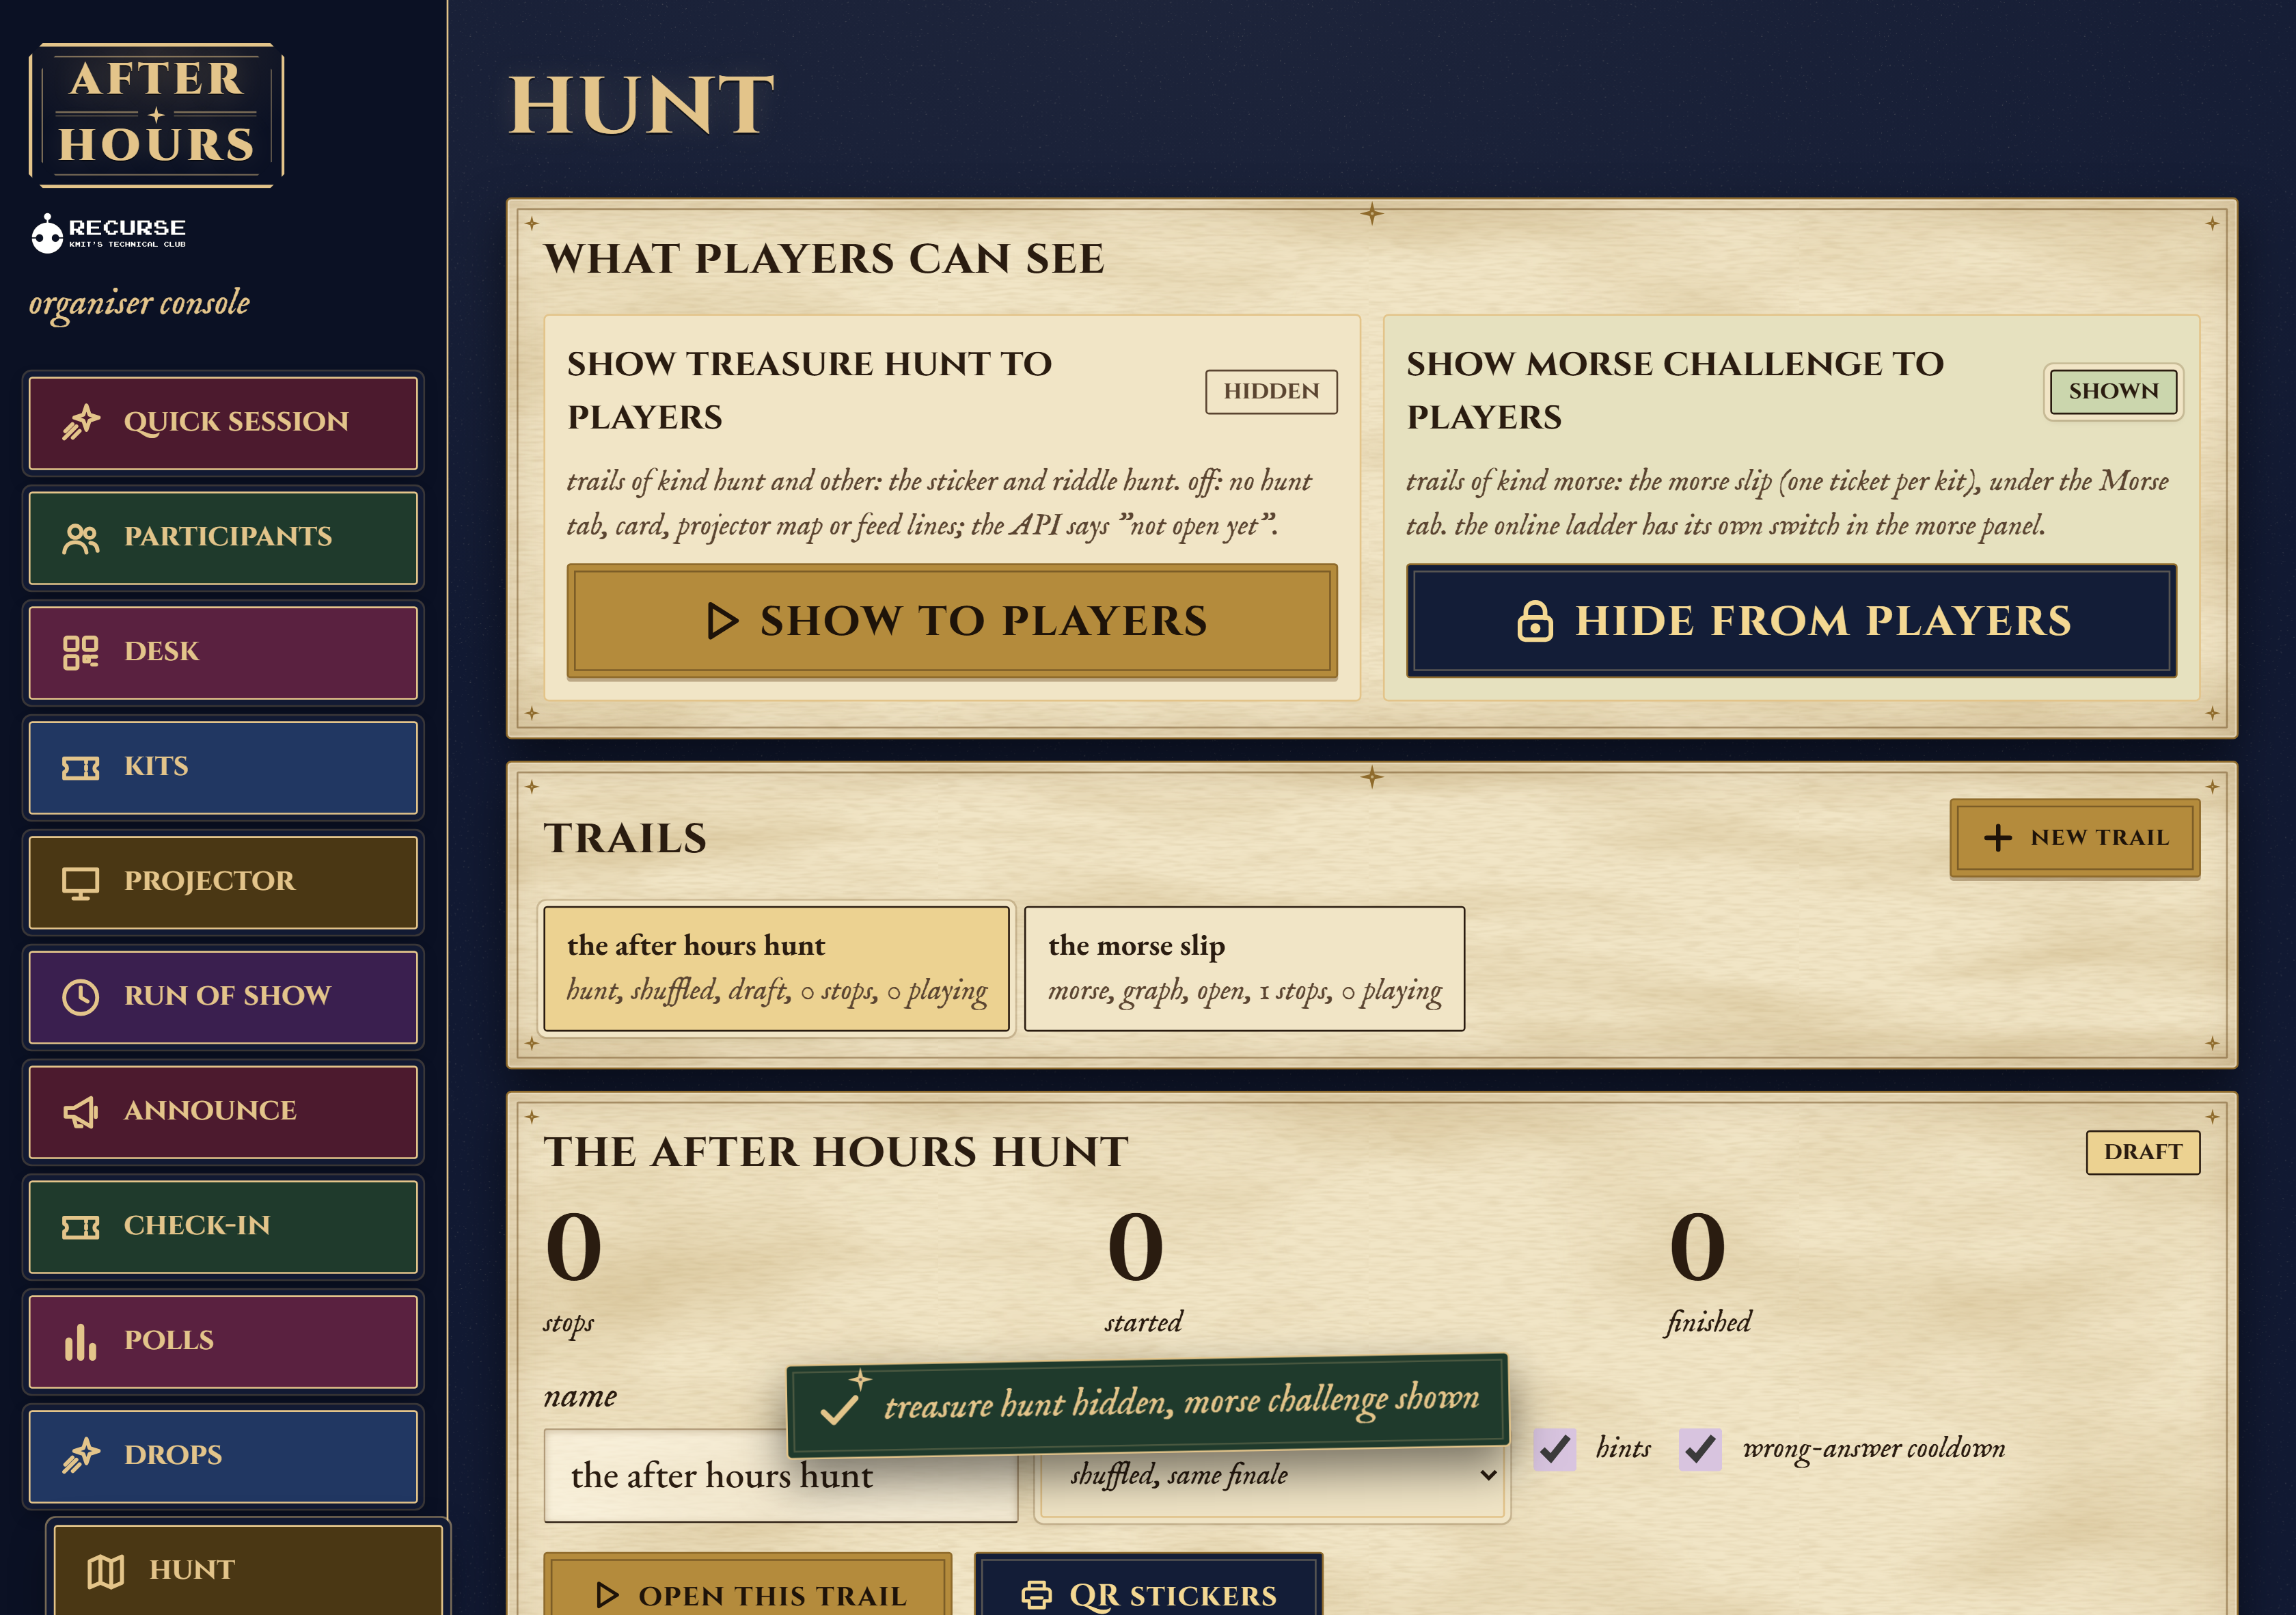 AFTER
HOURS
RECURSE
KMIT'S TECHNICAL CLUB
organiser console
QUICK SESSION
PARTICIPANTS
DESK
KITS
PROJECTOR
RUN OF SHOW
ANNOUNCE
CHECK-IN
POLLS
DROPS
HUNT
HUNT
WHAT PLAYERS CAN SEE
SHOW TREASURE HUNT TO
PLAYERS
HIDDEN
trails of kind hunt and other: the sticker and riddle hunt. off: no hunt
tab, card, projector map or feed lines; the API says ”not open yet”.
SHOW TO PLAYERS
SHOW MORSE CHALLENGE TO
PLAYERS
SHOWN
trails of kind morse: the morse slip (one ticket per kit), under the Morse
tab. the online ladder has its own switch in the morse panel.
HIDE FROM PLAYERS
TRAILS
NEW TRAIL
the after hours hunt
hunt, shuffled, draft, 0 stops, 0 playing
the morse slip
morse, graph, open, 1 stops, 0 playing
THE AFTER HOURS HUNT
DRAFT
0
stops
0
started
0
finished
name
treasure hunt hidden, morse challenge shown
the after hours hunt
shuffled, same finale
hints
wrong-answer cooldown
OPEN THIS TRAIL
QR STICKERS